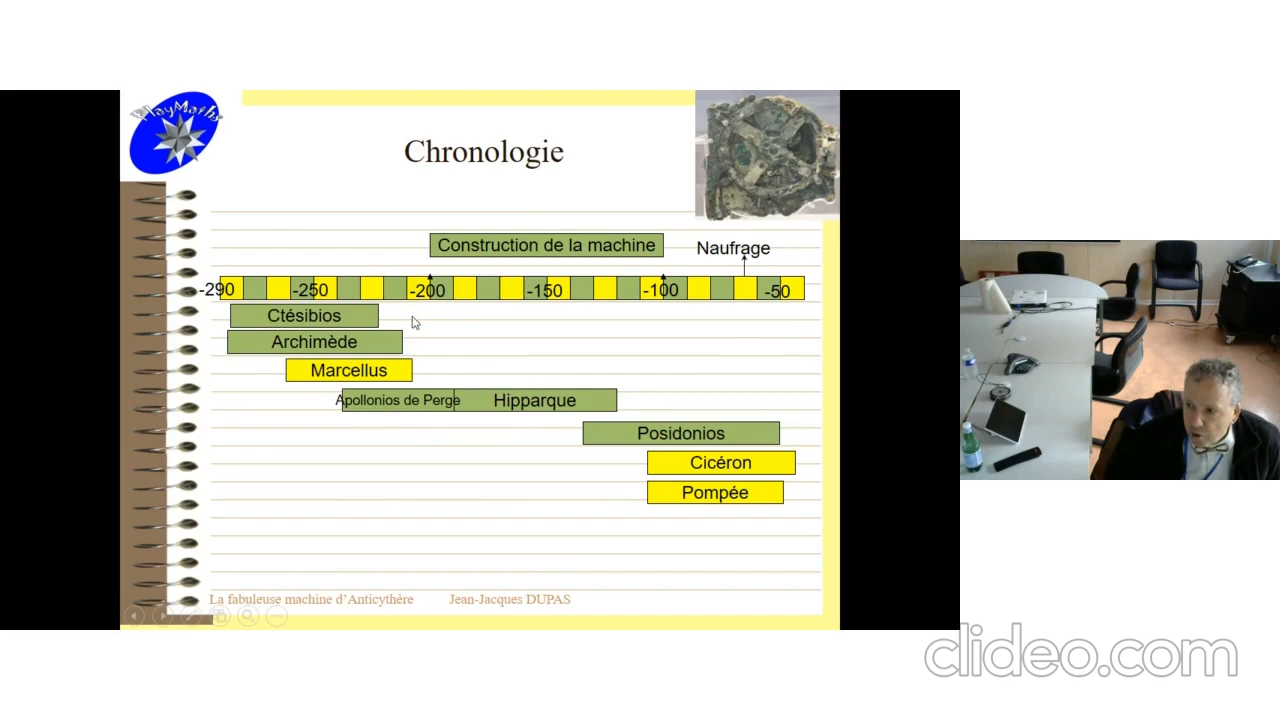 PlayMaths
Chronologie
Construction de la machine
Naufrage
-290 -250 -200 -150 -100 -50
Ctésibios
Archimède
Marcellus
Apollonios de Perge Hipparque
Posidonios
Cicéron
Pompée
La fabuleuse machine d'Anticythère Jean-Jacques DUPAS
clideo.com